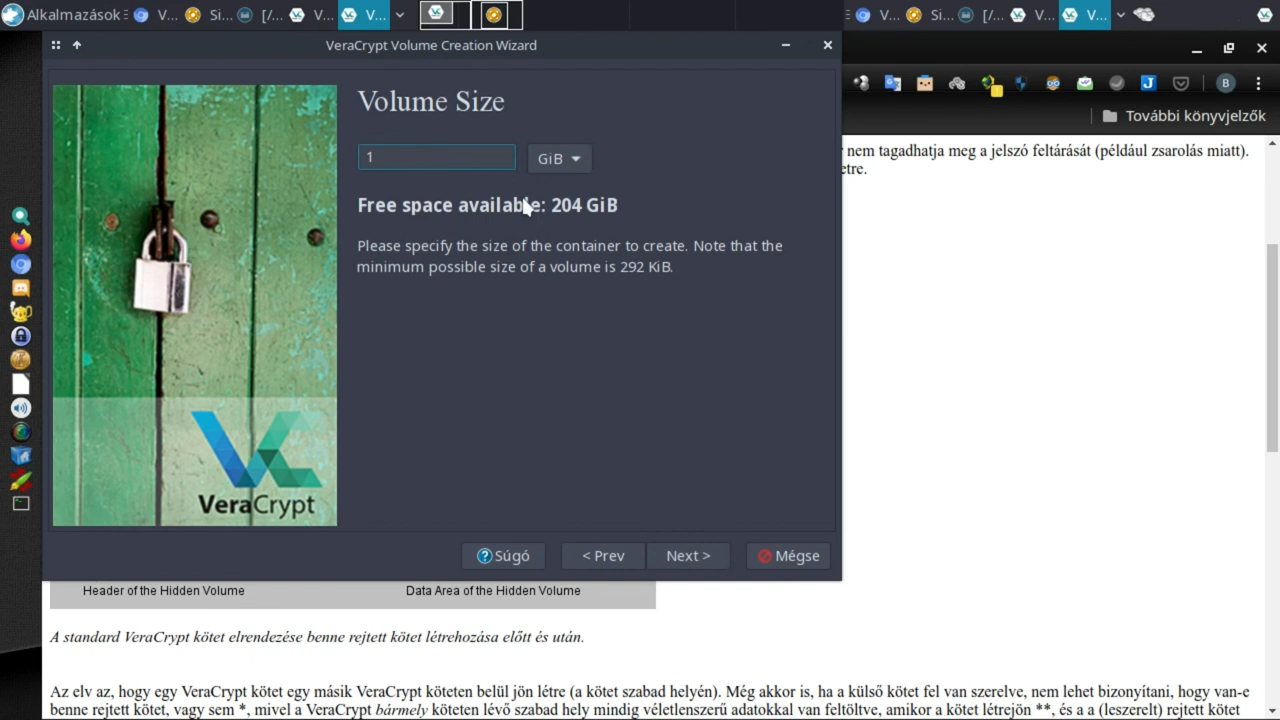 Alkalmazások
V...
Si...
[/...
V...
V...
V...
Si...
[/...
V...
V...
VeraCrypt Volume Creation Wizard
Volume Size
1
GiB
Free space available: 204 GiB
Please specify the size of the container to create. Note that the
minimum possible size of a volume is 292 KiB.
VeraCrypt
Súgó
< Prev
Next >
Mégse
J
B
További könyvjelzők
nem tagadhatja meg a jelszó feltárását (például zsarolás miatt).
etre.
Header of the Hidden Volume
Data Area of the Hidden Volume
A standard VeraCrypt kötet elrendezése benne rejtett kötet létrehozása előtt és után.
Az elv az, hogy egy VeraCrypt kötet egy másik VeraCrypt köteten belül jön létre (a kötet szabad helyén). Még akkor is, ha a külső kötet fel van szerelve, nem lehet bizonyítani, hogy van-e
benne rejtett kötet, vagy sem *, mivel a VeraCrypt bármely köteten lévő szabad hely mindig véletlenszerű adatokkal van feltöltve, amikor a kötet létrejön **, és a a (leszerelt) rejtett kötet